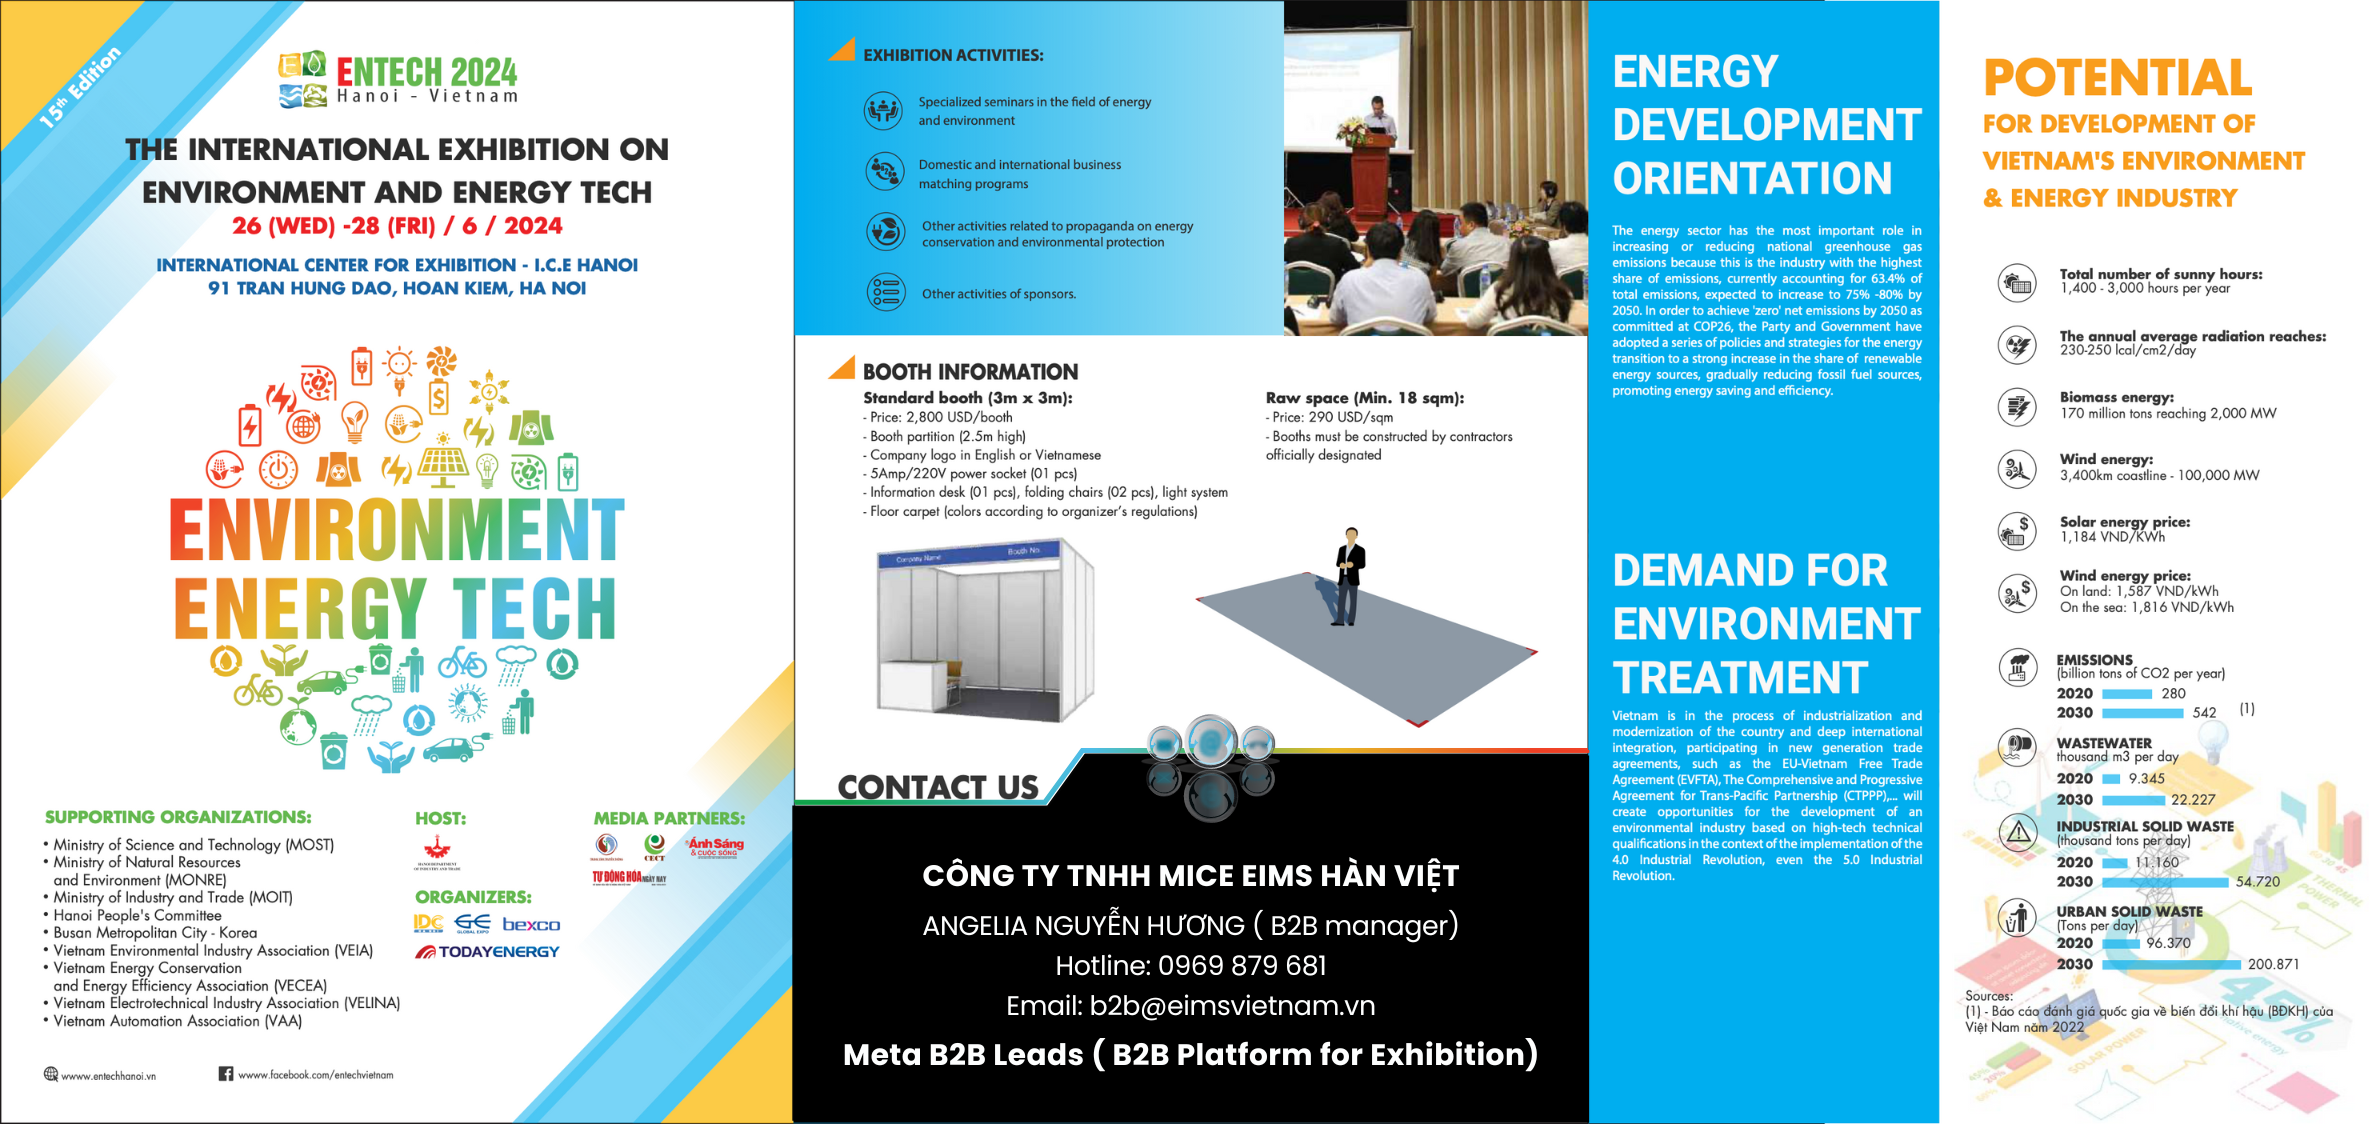 15th Edition
ENTECH 2024
Hanoi - Vietnam
THE INTERNATIONAL EXHIBITION ON
ENVIRONMENT AND ENERGY TECH
26 (WED) -28 (FRI) / 6 / 2024
INTERNATIONAL CENTER FOR EXHIBITION - I.C.E HANOI
91 TRAN HUNG DAO, HOAN KIEM, HA NOI
ENVIRONMENT
ENERGY TECH
SUPPORTING ORGANIZATIONS:
• Ministry of Science and Technology (MOST)
• Ministry of Natural Resources
and Environment (MONRE)
• Ministry of Industry and Trade (MOIT)
• Hanoi People's Committee
• Busan Metropolitan City - Korea
• Vietnam Environmental Industry Association (VEIA)
• Vietnam Energy Conservation
and Energy Efficiency Association (VECEA)
• Vietnam Electrotechnical Industry Association (VELINA)
• Vietnam Automation Association (VAA)
HOST:
ORGANIZERS:
IDC
GLOBAL EXPO
bexco
TODAYENERGY
MEDIA PARTNERS:
CECT
Ánh Sáng
& CUỘC SỐNG
TỰ ĐỘNG HÓA NGÀY NAY
wwww.entechhanoi.vn
www.facebook.com/entechvietnam
EXHIBITION ACTIVITIES:
Specialized seminars in the field of energy
and environment
Domestic and international business
matching programs
Other activities related to propaganda on energy
conservation and environmental protection
Other activities of sponsors.
BOOTH INFORMATION
Standard booth (3m x 3m):
- Price: 2,800 USD/booth
- Booth partition (2.5m high)
- Company logo in English or Vietnamese
- 5Amp/220V power socket (01 pcs)
- Information desk (01 pcs), folding chairs (02 pcs), light system
- Floor carpet (colors according to organizer's regulations)
Raw space (Min. 18 sqm):
- Price: 290 USD/sqm
- Booths must be constructed by contractors
officially designated
Company Name
Booth No.
CONTACT US
CÔNG TY TNHH MICE EIMS HÀN VIỆT
ANGELIA NGUYỄN HƯƠNG ( B2B manager)
Hotline: 0969 879 681
Email: b2b@eimsvietnam.vn
Meta B2B Leads ( B2B Platform for Exhibition)
ENERGY
DEVELOPMENT
ORIENTATION
The energy sector has the most important role in
increasing or reducing national greenhouse gas
emissions because this is the industry with the highest
share of emissions, currently accounting for 63.4% of
total emissions, expected to increase to 75% -80% by
2050. In order to achieve 'zero' net emissions by 2050 as
committed at COP26, the Party and Government have
adopted a series of policies and strategies for the energy
transition to a strong increase in the share of renewable
energy sources, gradually reducing fossil fuel sources,
promoting energy saving and efficiency.
DEMAND FOR
ENVIRONMENT
TREATMENT
Vietnam is in the process of industrialization and
modernization of the country and deep international
integration, participating in new generation trade
agreements, such as the EU-Vietnam Free Trade
Agreement (EVFTA), The Comprehensive and Progressive
Agreement for Trans-Pacific Partnership (CTPPP),... will
create opportunities for the development of an
environmental industry based on high-tech technical
qualifications in the context of the implementation of the
4.0 Industrial Revolution, even the 5.0 Industrial
Revolution.
POTENTIAL
FOR DEVELOPMENT OF
VIETNAM'S ENVIRONMENT
& ENERGY INDUSTRY
Total number of sunny hours:
1,400 - 3,000 hours per year
The annual average radiation reaches:
230-250 lcal/cm2/day
Biomass energy:
170 million tons reaching 2,000 MW
Wind energy:
3,400km coastline - 100,000 MW
Solar energy price:
1,184 VND/KWh
Wind energy price:
On land: 1,587 VND/kWh
On the sea: 1,816 VND/kWh
EMISSIONS
(billion tons of CO2 per year)
2020 280
2030 542 (1)
WASTEWATER
thousand m3 per day
2020 9.345
2030 22.227
INDUSTRIAL SOLID WASTE
(thousand tons per day)
2020 11.160
2030 54.720
URBAN SOLID WASTE
(Tons per day)
2020 96.370
2030 200.871
Sources:
(1) - Báo cáo đánh giá quốc gia về biến đổi khí hậu (BĐKH) của
Việt Nam năm 2022
THERMAL
POWER
SOLAR POWER
45%